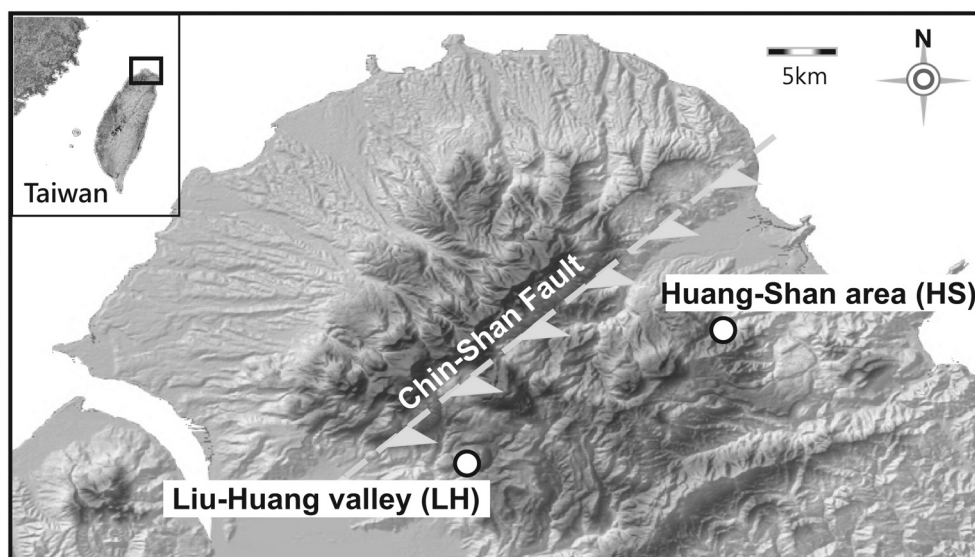 Taiwan
5km
N
Chin-Shan Fault
Huang-Shan area (HS)
Liu-Huang valley (LH)